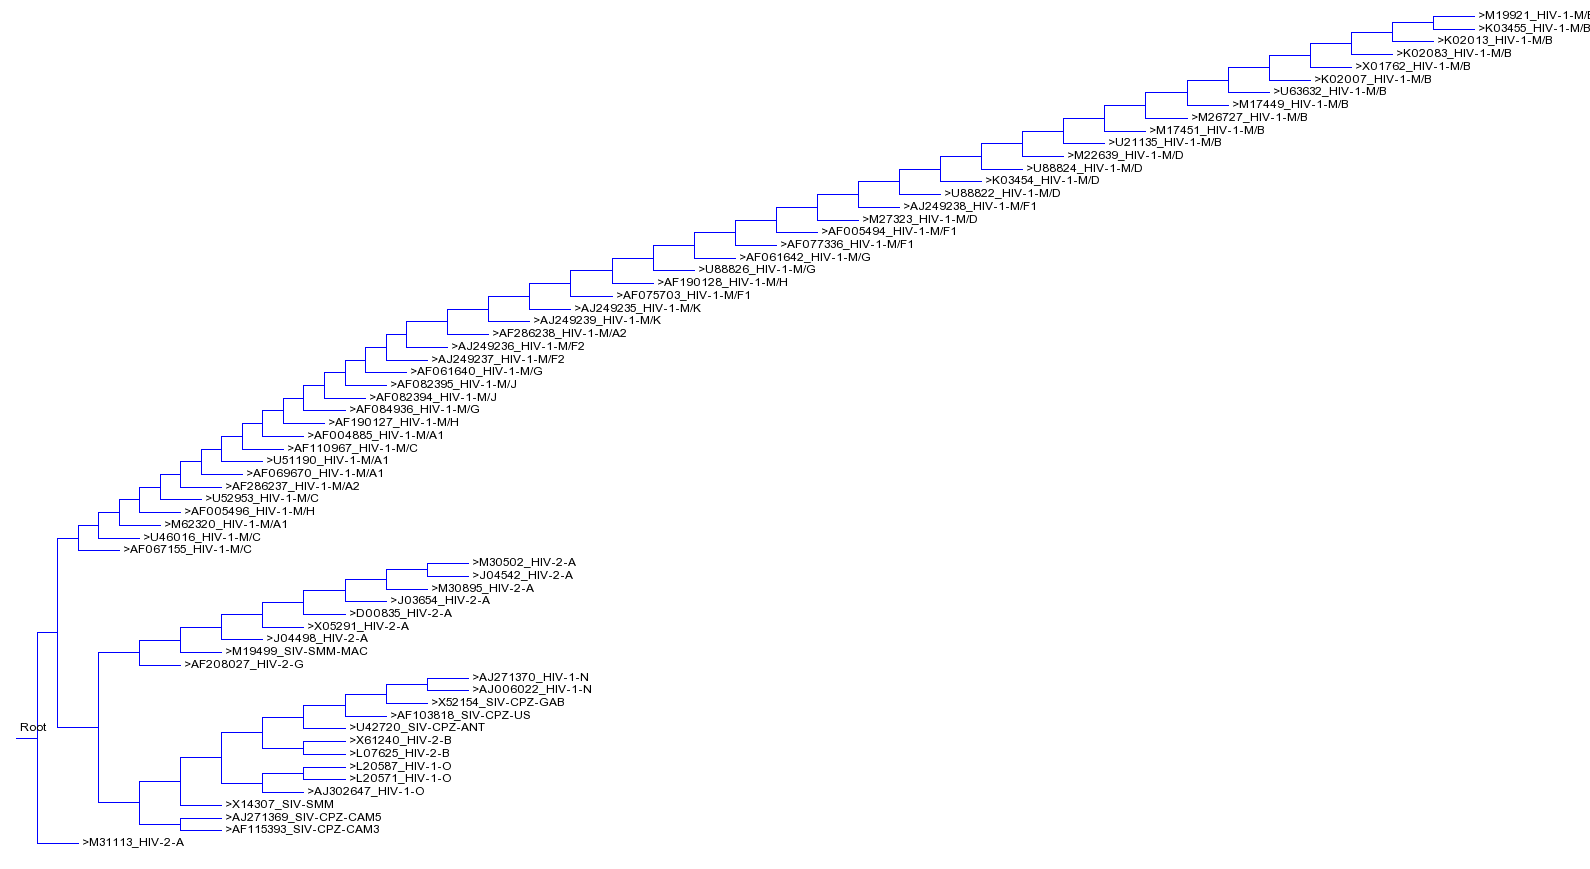 >M19921_HIV-1-M/B
>K03455_HIV-1-M/B
>K02013_HIV-1-M/B
>K02083_HIV-1-M/B
>X01762_HIV-1-M/B
>K02007_HIV-1-M/B
>U63632_HIV-1-M/B
>M17449_HIV-1-M/B
>M26727_HIV-1-M/B
>M17451_HIV-1-M/B
>U21135_HIV-1-M/B
>M22639_HIV-1-M/D
>U88824_HIV-1-M/D
>K03454_HIV-1-M/D
>U88822_HIV-1-M/D
>AJ249238_HIV-1-M/F1
>M27323_HIV-1-M/D
>AF005494_HIV-1-M/F1
>AF077336_HIV-1-M/F1
>AF061642_HIV-1-M/G
>U88826_HIV-1-M/G
>AF190128_HIV-1-M/H
>AF075703_HIV-1-M/F1
>AJ249235_HIV-1-M/K
>AJ249239_HIV-1-M/K
>AF286238_HIV-1-M/A2
>AJ249236_HIV-1-M/F2
>AJ249237_HIV-1-M/F2
>AF061640_HIV-1-M/G
>AF082395_HIV-1-M/J
>AF082394_HIV-1-M/J
>AF084936_HIV-1-M/G
>AF190127_HIV-1-M/H
>AF004885_HIV-1-M/A1
>AF110967_HIV-1-M/C
>U51190_HIV-1-M/A1
>AF069670_HIV-1-M/A1
>AF286237_HIV-1-M/A2
>U52953_HIV-1-M/C
>AF005496_HIV-1-M/H
>M62320_HIV-1-M/A1
>U46016_HIV-1-M/C
>AF067155_HIV-1-M/C
>M30502_HIV-2-A
>J04542_HIV-2-A
>M30895_HIV-2-A
>J03654_HIV-2-A
>D00835_HIV-2-A
>X05291_HIV-2-A
>J04498_HIV-2-A
>M19499_SIV-SMM-MAC
>AF208027_HIV-2-G
>AJ271370_HIV-1-N
>AJ006022_HIV-1-N
>X52154_SIV-CPZ-GAB
>AF103818_SIV-CPZ-US
Root
>U42720_SIV-CPZ-ANT
>X61240_HIV-2-B
>L07625_HIV-2-B
>L20587_HIV-1-O
>L20571_HIV-1-O
>AJ302647_HIV-1-O
>X14307_SIV-SMM
>AJ271369_SIV-CPZ-CAM5
>AF115393_SIV-CPZ-CAM3
>M31113_HIV-2-A